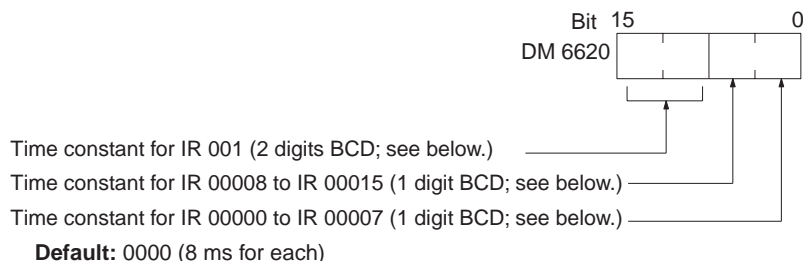 Bit 15 0
DM 6620
Time constant for IR 001 (2 digits BCD; see below.)
Time constant for IR 00008 to IR 00015 (1 digit BCD; see below.)
Time constant for IR 00000 to IR 00007 (1 digit BCD; see below.)
Default: 0000 (8 ms for each)